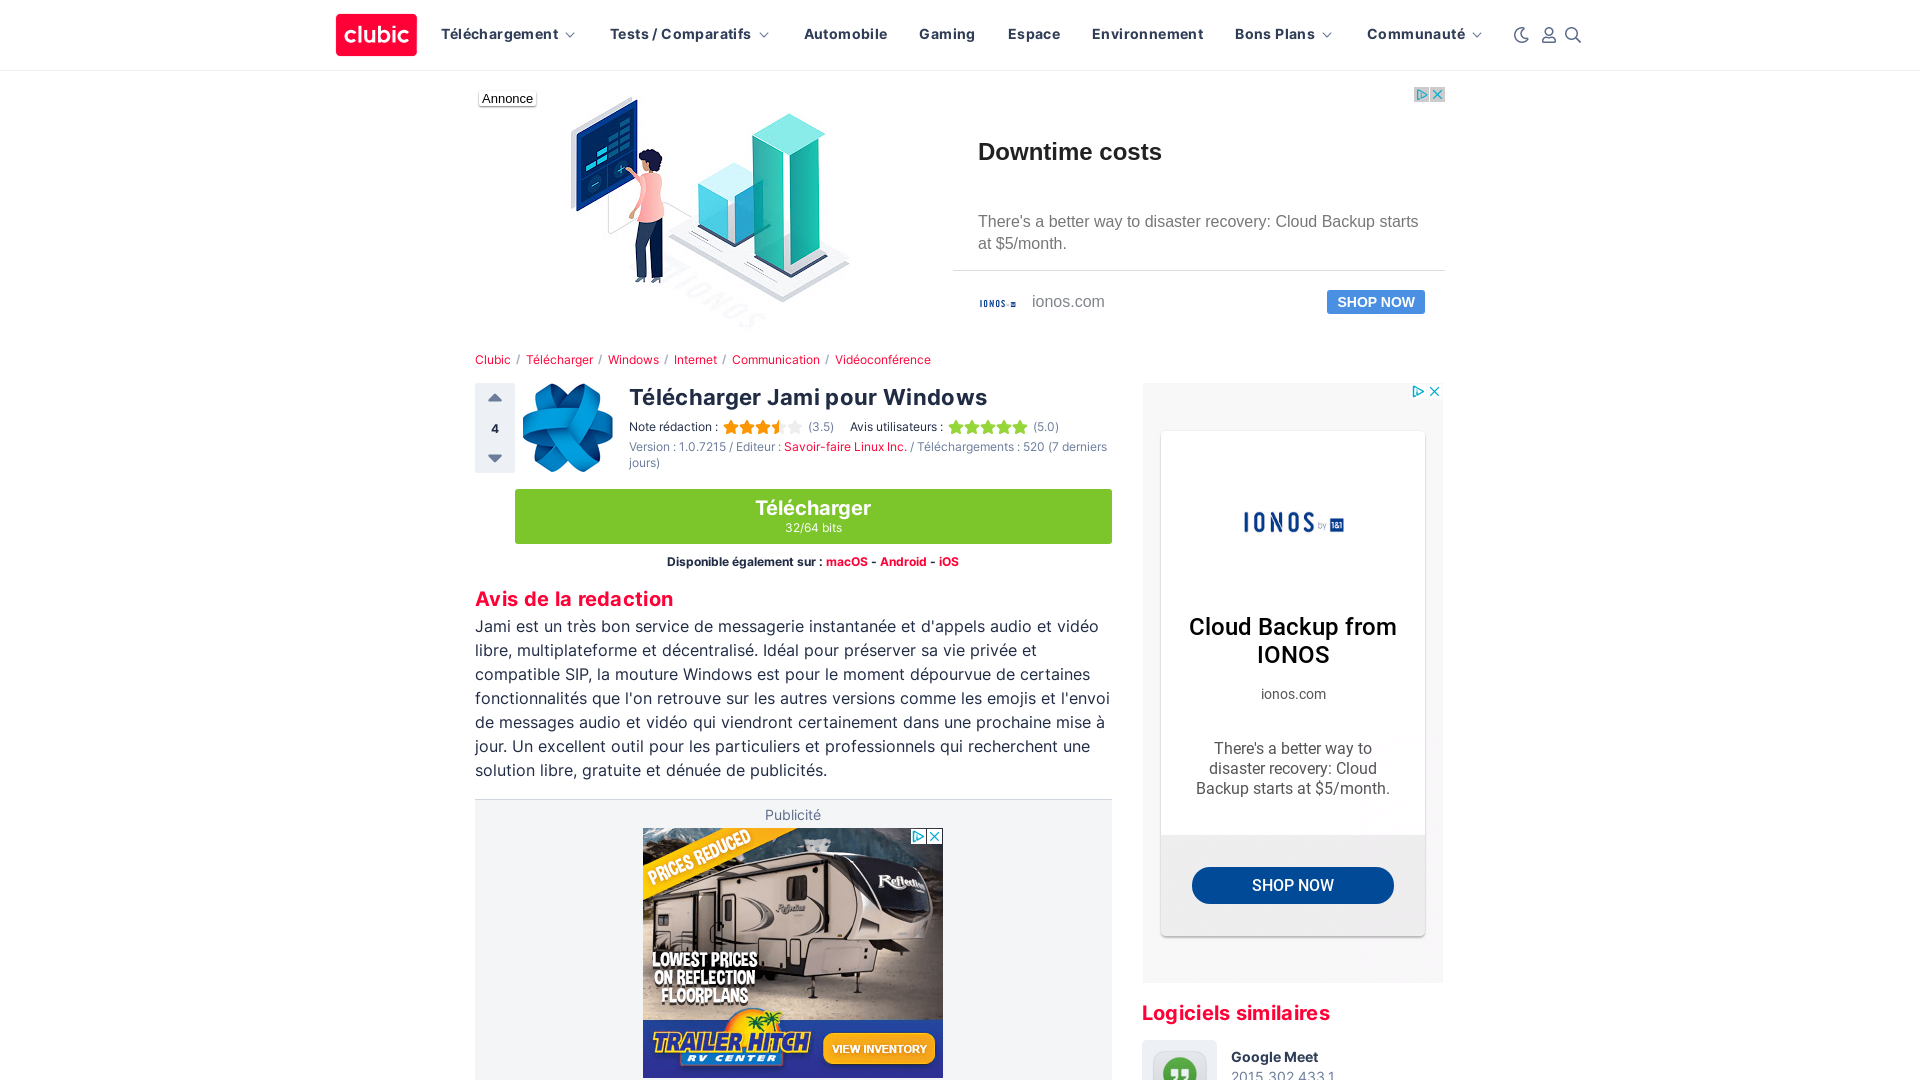 clubic
Téléchargement
Tests / Comparatifs
Automobile
Gaming
Espace
Environnement
Bons Plans
Communauté
Annonce
IONOS
Downtime costs
There's a better way to disaster recovery: Cloud Backup starts
at $5/month.
IONOS
ionos.com
SHOP NOW
Clubic / Télécharger / Windows / Internet / Communication / Vidéoconférence
4
Télécharger Jami pour Windows
Note rédaction : (3.5) Avis utilisateurs : (5.0)
Version : 1.0.7215 / Editeur : Savoir-faire Linux Inc. / Téléchargements : 520 (7 derniers
jours)
Télécharger
32/64 bits
Disponible également sur : macOS - Android - iOS
Avis de la redaction
Jami est un très bon service de messagerie instantanée et d'appels audio et vidéo
libre, multiplateforme et décentralisé. Idéal pour préserver sa vie privée et
compatible SIP, la mouture Windows est pour le moment dépourvue de certaines
fonctionnalités que l'on retrouve sur les autres versions comme les emojis et l'envoi
de messages audio et vidéo qui viendront certainement dans une prochaine mise à
jour. Un excellent outil pour les particuliers et professionnels qui recherchent une
solution libre, gratuite et dénuée de publicités.
Publicité
PRICES REDUCED
Reflection
Reflection
LOWEST PRICES
ON REFLECTION
FLOORPLANS
TRAILER HITCH
RV CENTER
VIEW INVENTORY
IONOS by 1&1
Cloud Backup from
IONOS
ionos.com
There's a better way to
disaster recovery: Cloud
Backup starts at $5/month.
SHOP NOW
Logiciels similaires
Google Meet
2015.302.433.1